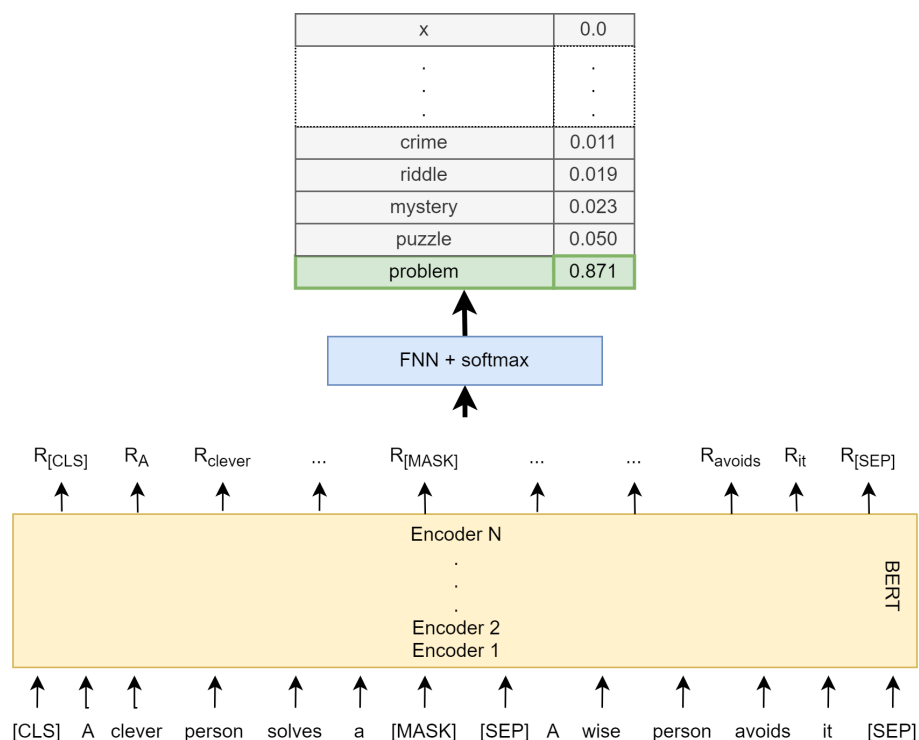 x 0.0
. .
. .
. .
crime 0.011
riddle 0.019
mystery 0.023
puzzle 0.050
problem 0.871
FNN + softmax
R[CLS] RA Rclever ... R[MASK] ... ... Ravoids Rit R[SEP]
Encoder N
.
.
.
Encoder 2
Encoder 1
BERT
[CLS] A clever person solves a [MASK] [SEP] A wise person avoids it [SEP]